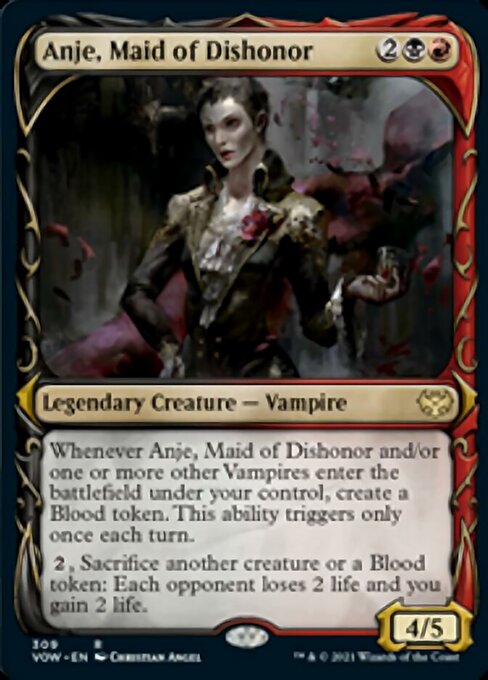 Anje, Maid of Dishonor 2
Legendary Creature — Vampire
Whenever Anje, Maid of Dishonor and/or
one or more other Vampires enter the
battlefield under your control, create a
Blood token. This ability triggers only
once each turn.
2, Sacrifice another creature or a Blood
token: Each opponent loses 2 life and you
gain 2 life.
4/5
309 R
VOW • EN Christian Angel
™ & © 2021 Wizards of the Coast